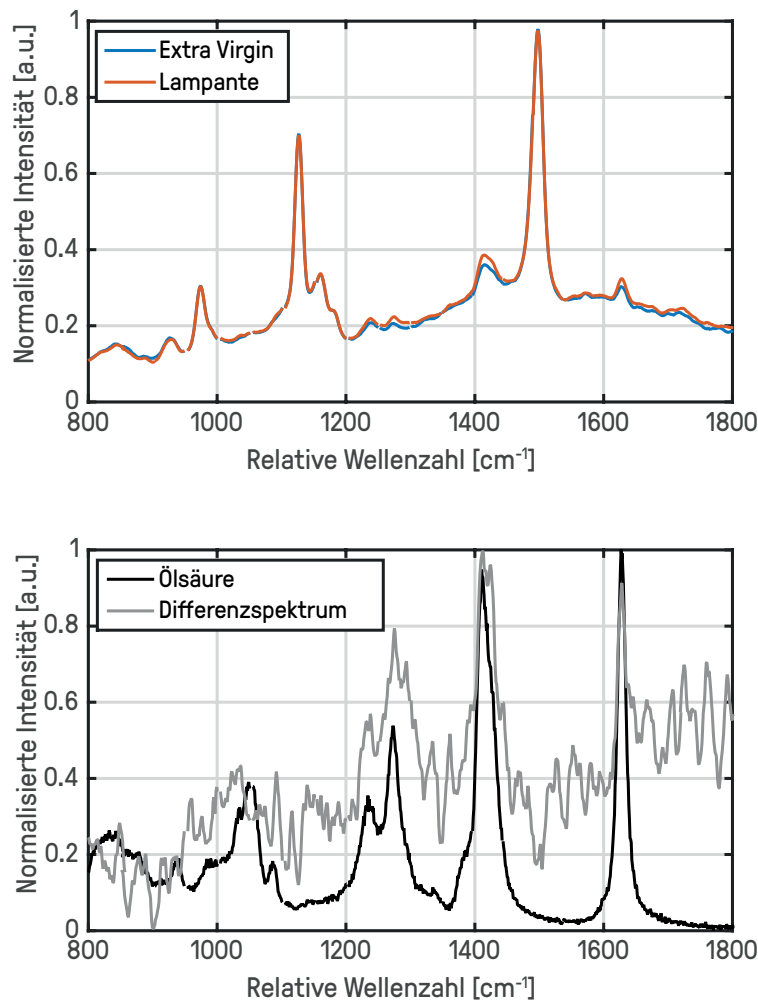 Normalisierte Intensität [a.u.]
1
0.8
0.6
0.4
0.2
0
Extra Virgin
Lampante
800 1000 1200 1400 1600 1800
Relative Wellenzahl [cm⁻¹]
Normalisierte Intensität [a.u.]
1
0.8
0.6
0.4
0.2
0
Ölsäure
Differenzspektrum
800 1000 1200 1400 1600 1800
Relative Wellenzahl [cm⁻¹]